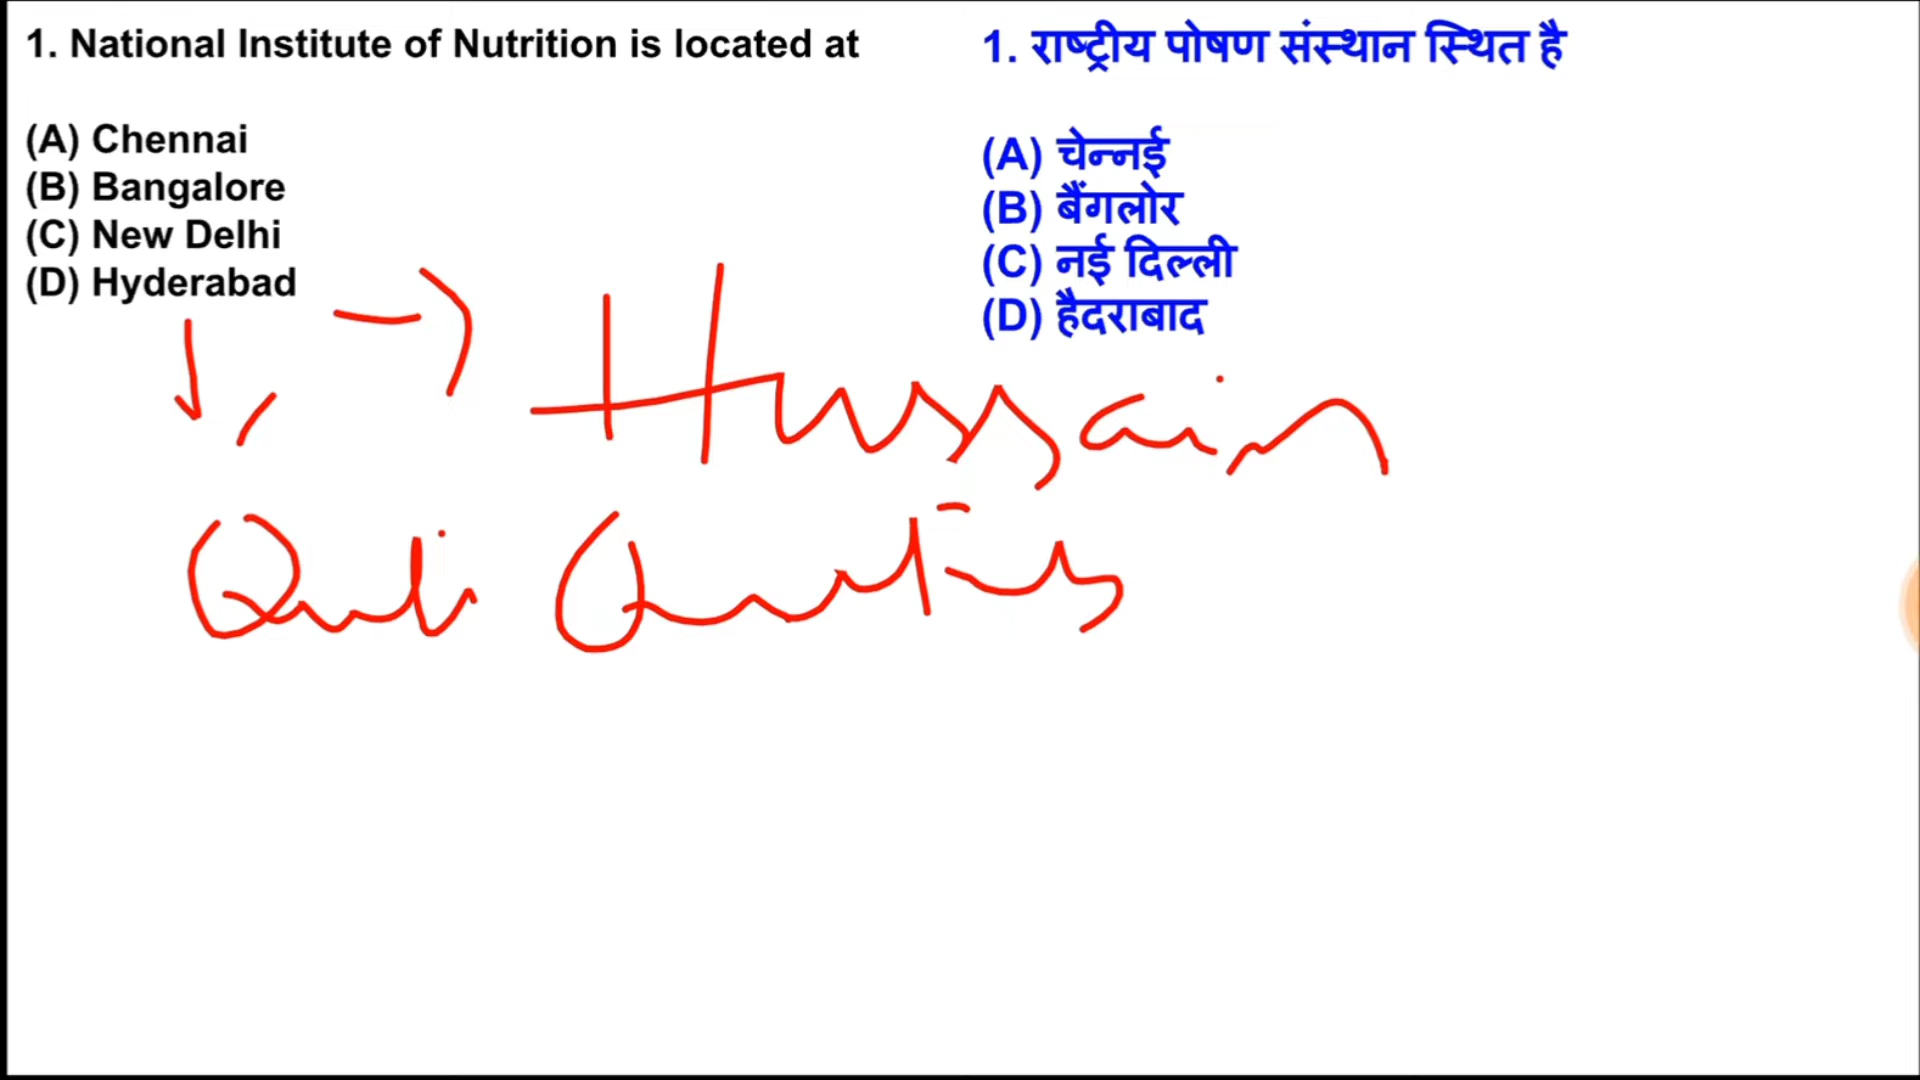 1. National Institute of Nutrition is located at
(A) Chennai
(B) Bangalore
(C) New Delhi
(D) Hyderabad
1. राष्ट्रीय पोषण संस्थान स्थित है
(A) चेन्नई
(B) बैंगलोर
(C) नई दिल्ली
(D) हैदराबाद
Hussain